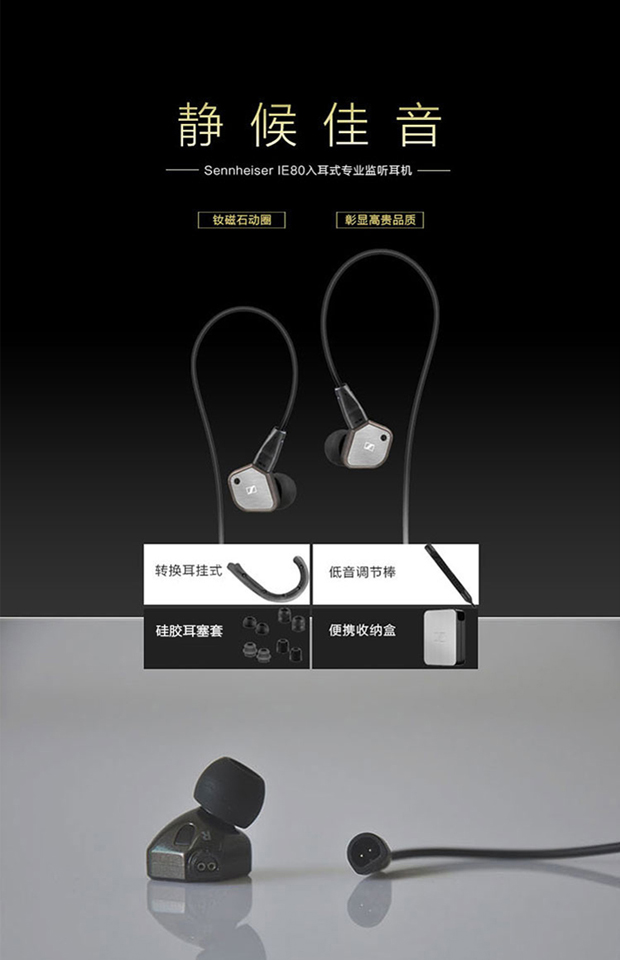 静候佳音
Sennheiser IE80入耳式专业监听耳机
钕磁石动圈
彰显高贵品质
转换耳挂式
低音调节棒
硅胶耳塞套
便携收纳盒
R